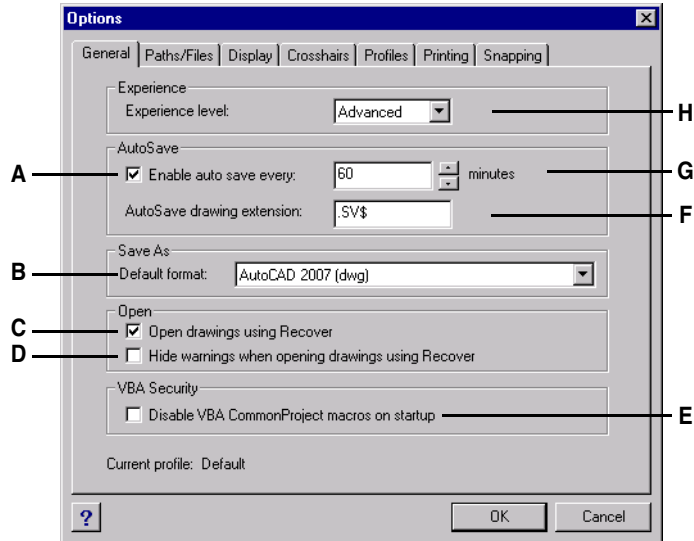 Options
General Paths/Files Display Crosshairs Profiles Printing Snapping
Experience
Experience level: Advanced H
AutoSave
A Enable auto save every: 60 minutes G
AutoSave drawing extension: .SV$ F
Save As
B Default format: AutoCAD 2007 (dwg)
Open
C Open drawings using Recover
D Hide warnings when opening drawings using Recover
VBA Security
Disable VBA CommonProject macros on startup E
Current profile: Default
? OK Cancel